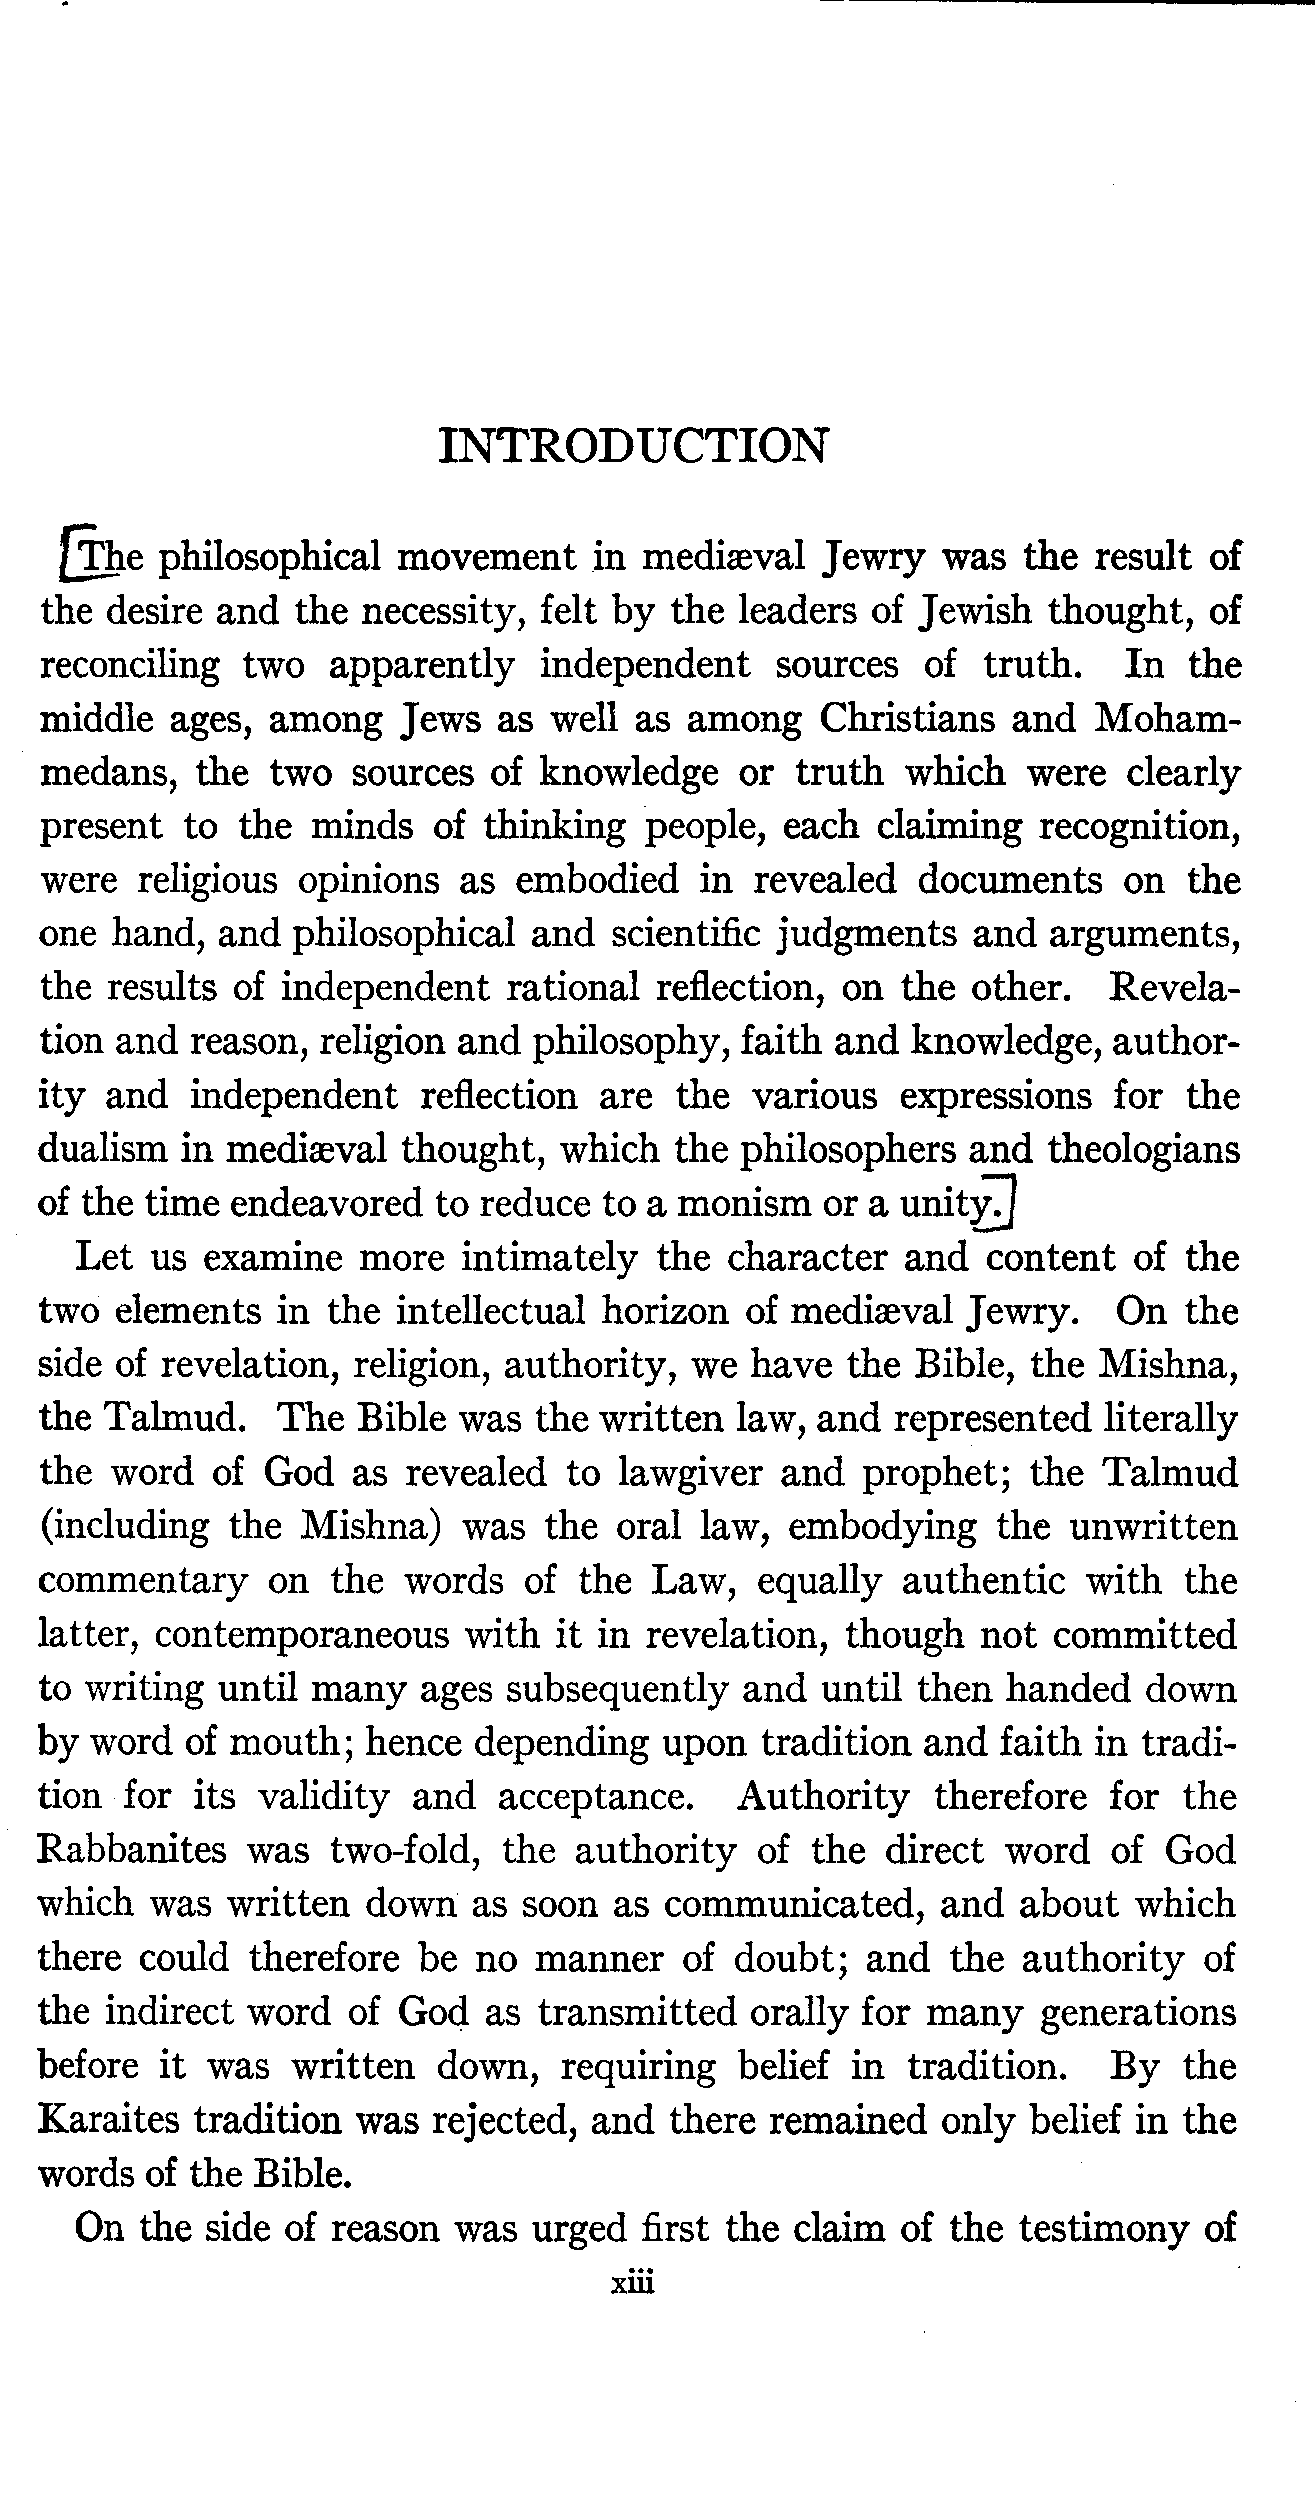 INTRODUCTION
[The philosophical movement in mediæval Jewry was the result of
the desire and the necessity, felt by the leaders of Jewish thought, of
reconciling two apparently independent sources of truth. In the
middle ages, among Jews as well as among Christians and Moham-
medans, the two sources of knowledge or truth which were clearly
present to the minds of thinking people, each claiming recognition,
were religious opinions as embodied in revealed documents on the
one hand, and philosophical and scientific judgments and arguments,
the results of independent rational reflection, on the other. Revela-
tion and reason, religion and philosophy, faith and knowledge, author-
ity and independent reflection are the various expressions for the
dualism in mediæval thought, which the philosophers and theologians
of the time endeavored to reduce to a monism or a unity.]
Let us examine more intimately the character and content of the
two elements in the intellectual horizon of mediæval Jewry. On the
side of revelation, religion, authority, we have the Bible, the Mishna,
the Talmud. The Bible was the written law, and represented literally
the word of God as revealed to lawgiver and prophet; the Talmud
(including the Mishna) was the oral law, embodying the unwritten
commentary on the words of the Law, equally authentic with the
latter, contemporaneous with it in revelation, though not committed
to writing until many ages subsequently and until then handed down
by word of mouth; hence depending upon tradition and faith in tradi-
tion for its validity and acceptance. Authority therefore for the
Rabbanites was two-fold, the authority of the direct word of God
which was written down as soon as communicated, and about which
there could therefore be no manner of doubt; and the authority of
the indirect word of God as transmitted orally for many generations
before it was written down, requiring belief in tradition. By the
Karaites tradition was rejected, and there remained only belief in the
words of the Bible.
On the side of reason was urged first the claim of the testimony of
xiii